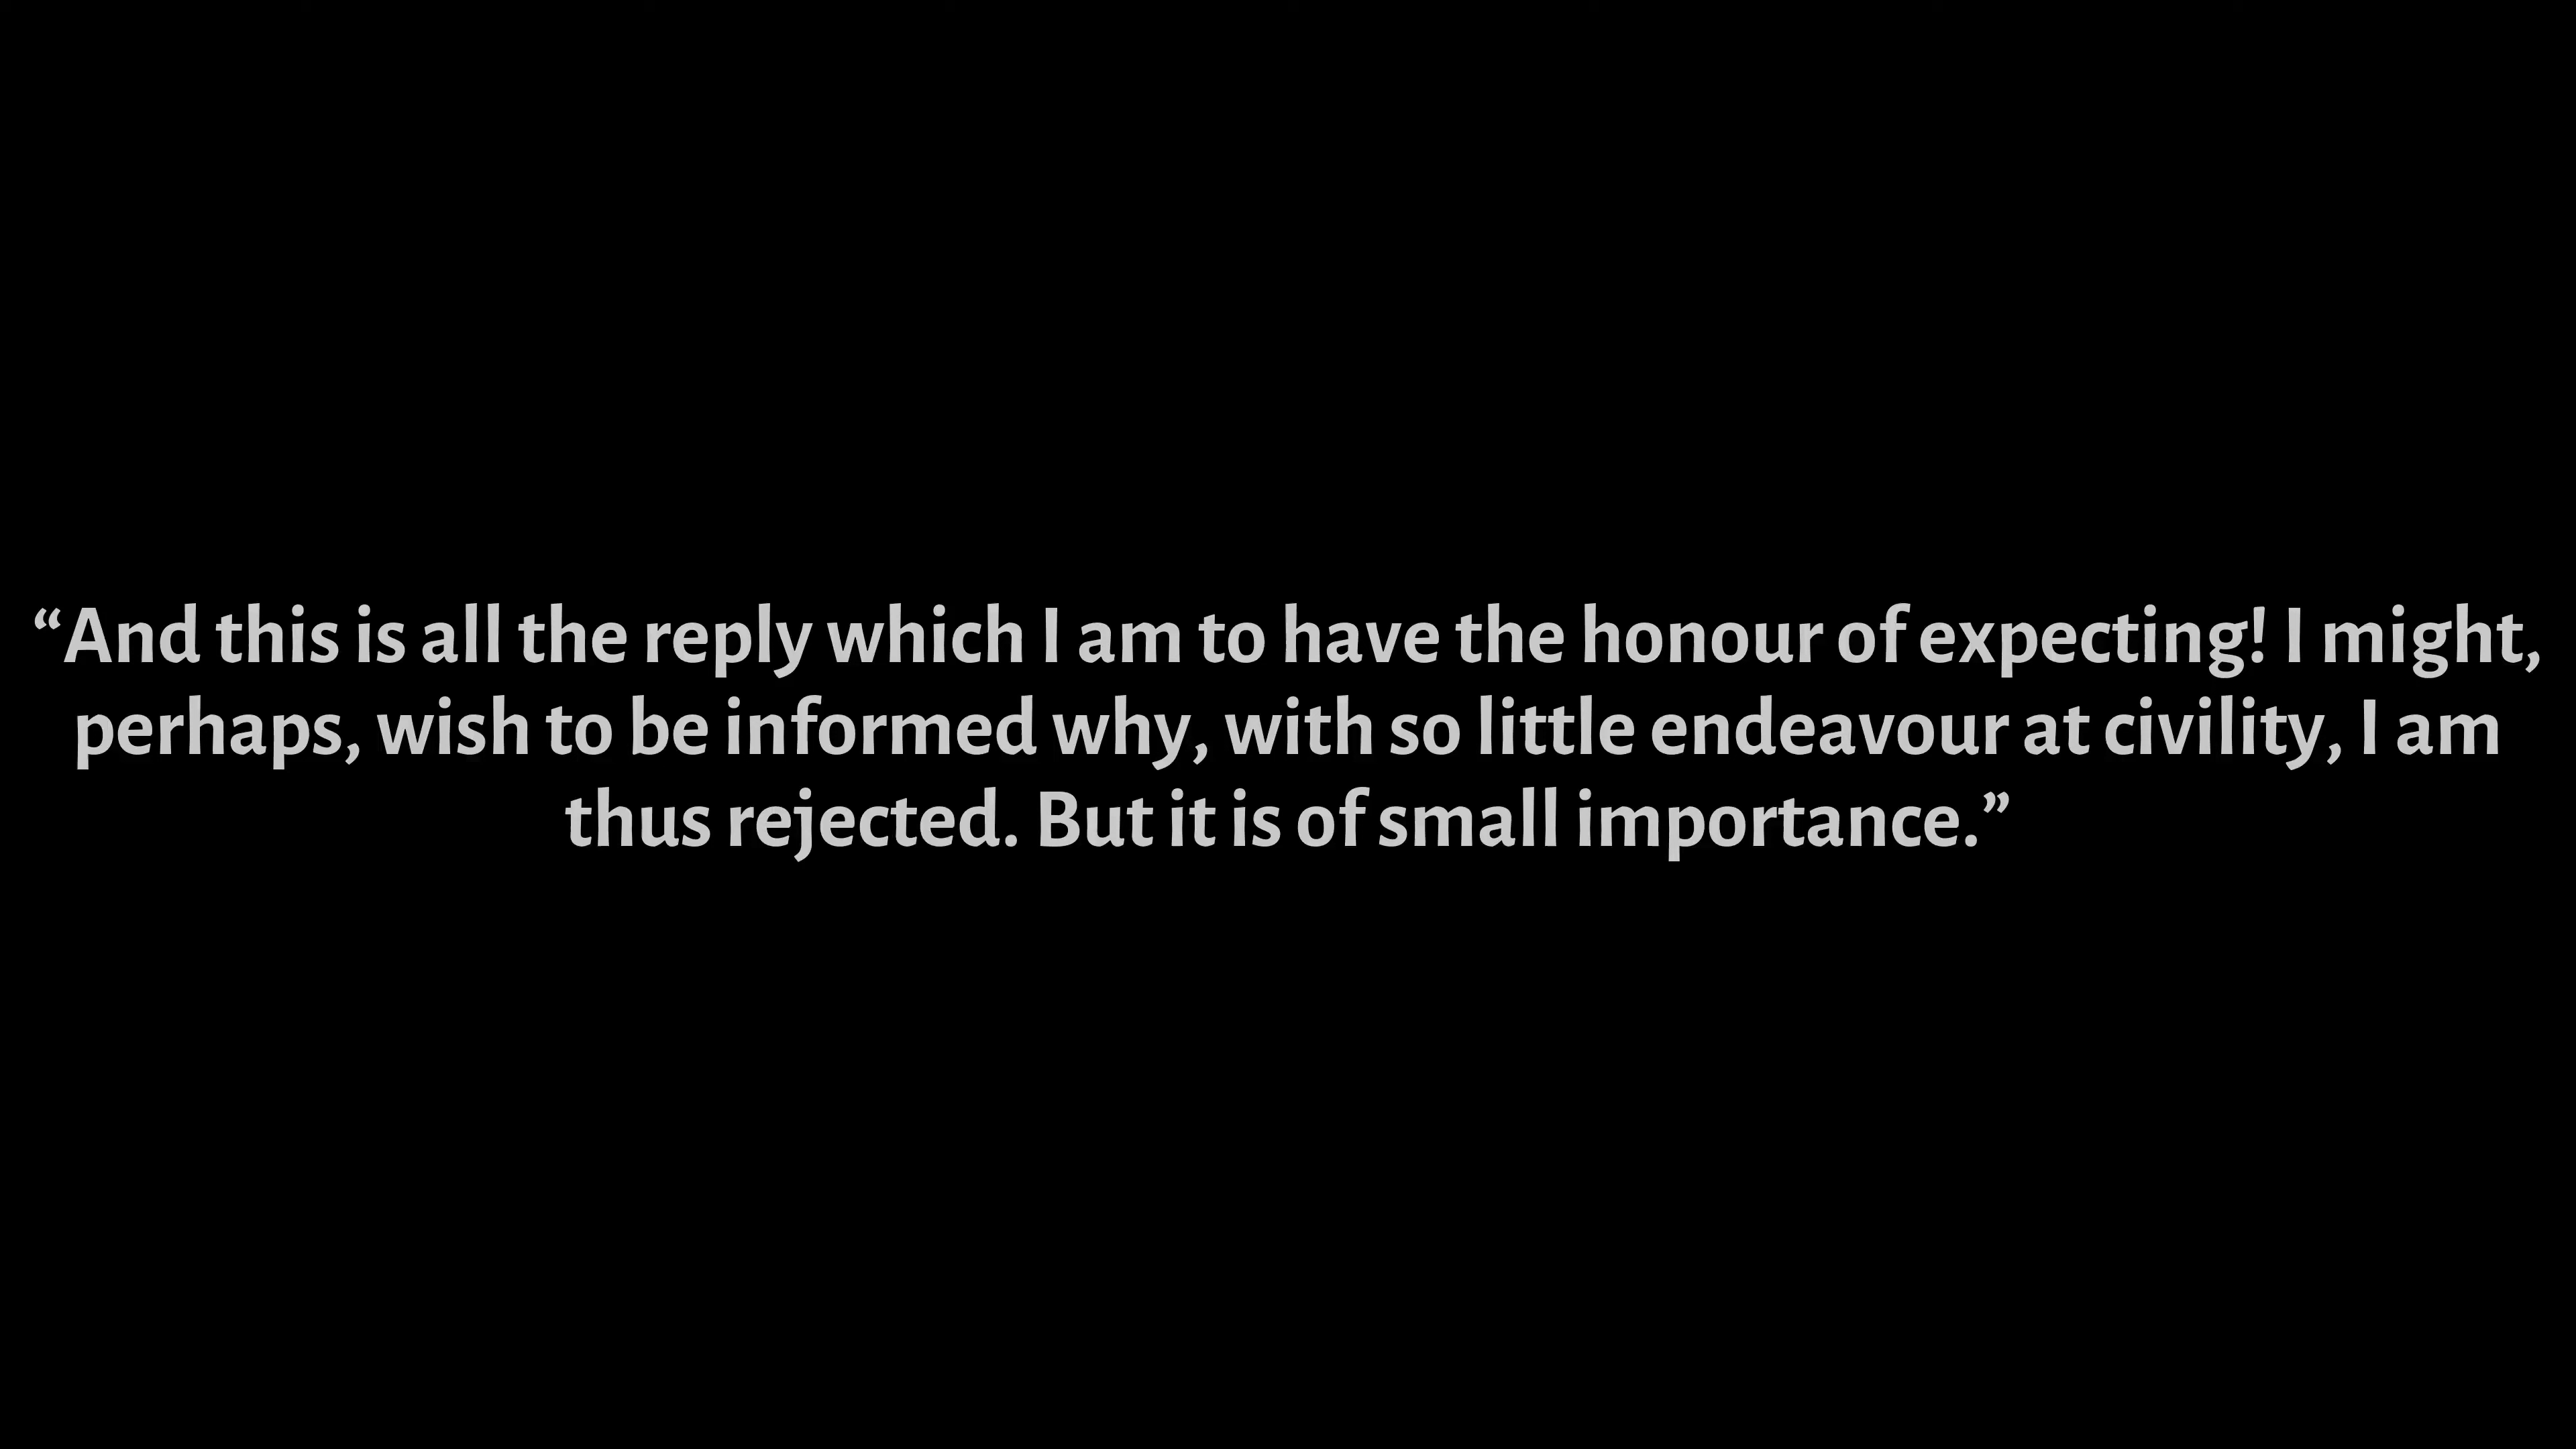 “And this is all the reply which I am to have the honour of expecting! I might,
perhaps, wish to be informed why, with so little endeavour at civility, I am
thus rejected. But it is of small importance.”